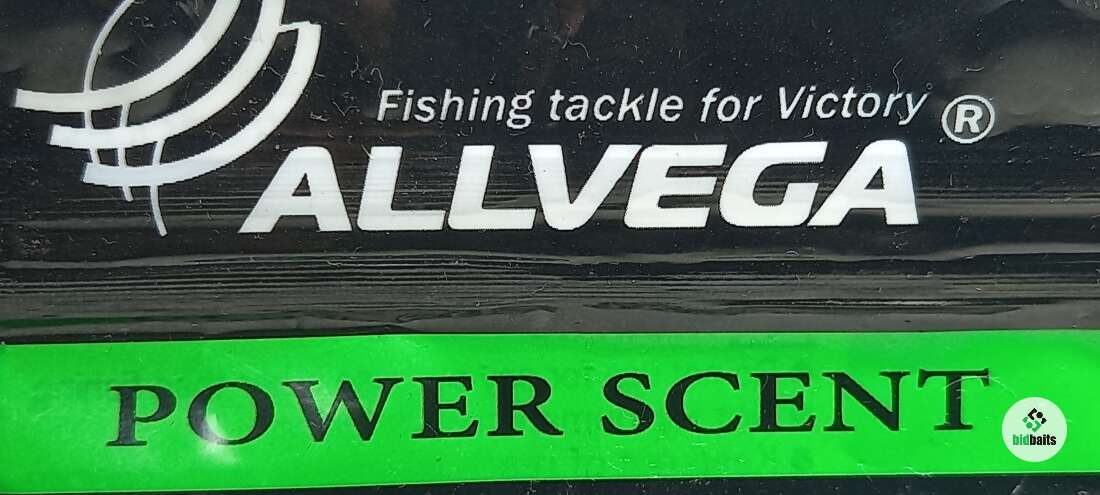 Fishing tackle for Victory ®
ALLVEGA
POWER SCENT
bidbaits